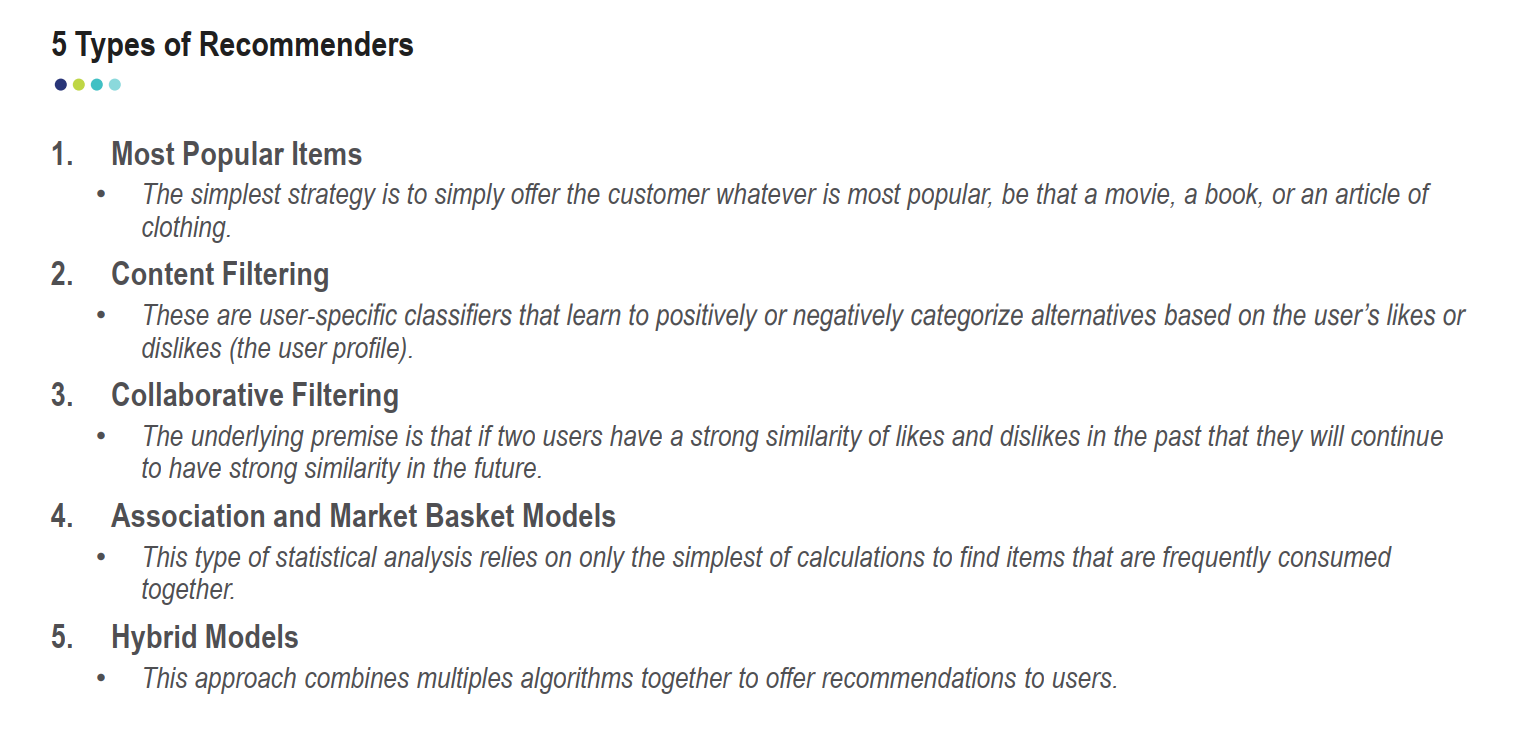 5 Types of Recommenders
1. Most Popular Items
• The simplest strategy is to simply offer the customer whatever is most popular, be that a movie, a book, or an article of
clothing.
2. Content Filtering
• These are user-specific classifiers that learn to positively or negatively categorize alternatives based on the user’s likes or
dislikes (the user profile).
3. Collaborative Filtering
• The underlying premise is that if two users have a strong similarity of likes and dislikes in the past that they will continue
to have strong similarity in the future.
4. Association and Market Basket Models
• This type of statistical analysis relies on only the simplest of calculations to find items that are frequently consumed
together.
5. Hybrid Models
• This approach combines multiples algorithms together to offer recommendations to users.